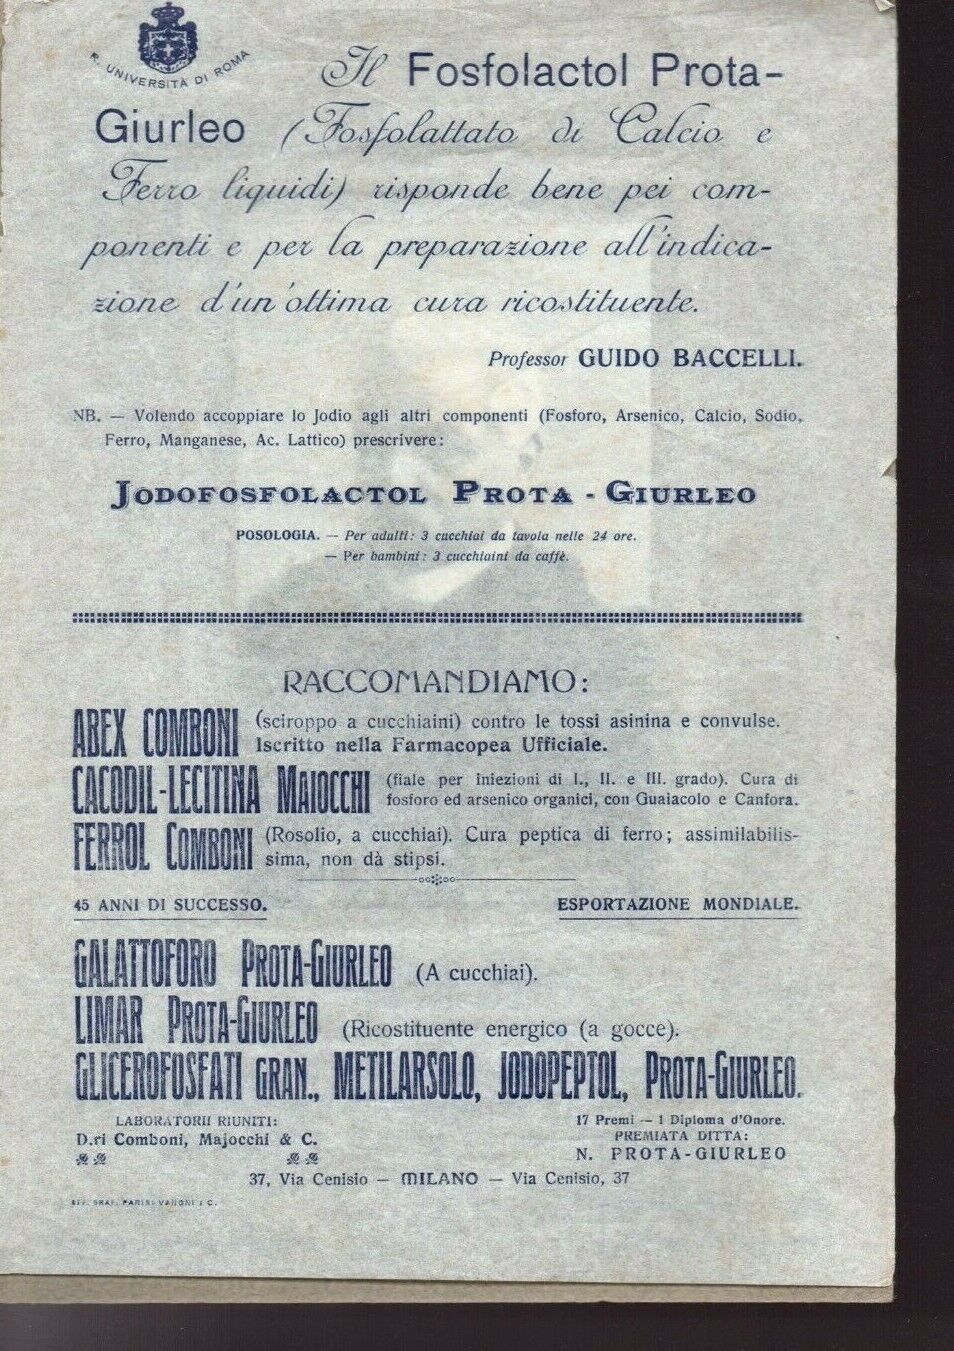 R. UNIVERSITÀ DI ROMA
Il Fosfolactol Prota-
Giurleo (Fosfolattato di Calcio e
Ferro liquidi) risponde bene pei com-
ponenti e per la preparazione all'indica-
zione d'un'ottima cura ricostituente.
Professor GUIDO BACCELLI.
NB. — Volendo accoppiare lo Jodio agli altri componenti (Fosforo, Arsenico, Calcio, Sodio,
Ferro, Manganese, Ac. Lattico) prescrivere:
JODOFOSFOLACTOL PROTA - GIURLEO
POSOLOGIA. — Per adulti: 3 cucchiai da tavola nelle 24 ore.
— Per bambini: 3 cucchiaini da caffè.
RACCOMANDIAMO:
ABEX COMBONI (sciroppo a cucchiaini) contro le tossi asinina e convulse.
Iscritto nella Farmacopea Ufficiale.
CACODIL-LECITINA MAIOCCHI (fiale per iniezioni di I., II. e III. grado). Cura di
fosforo ed arsenico organici, con Guaiacolo e Canfora.
FERROL COMBONI (Rosolio, a cucchiai). Cura peptica di ferro; assimilabilis-
sima, non dà stipsi.
45 ANNI DI SUCCESSO. ESPORTAZIONE MONDIALE.
GALATTOFORO PROTA-GIURLEO (A cucchiai).
LIMAR PROTA-GIURLEO (Ricostituente energico (a gocce).
GLICEROFOSFATI GRAN., METILARSOLO, JODOPEPTOL, PROTA-GIURLEO.
LABORATORII RIUNITI: 17 Premi — 1 Diploma d'Onore.
D.ri Comboni, Majocchi & C. PREMIATA DITTA:
N. PROTA-GIURLEO
37, Via Cenisio — MILANO — Via Cenisio, 37